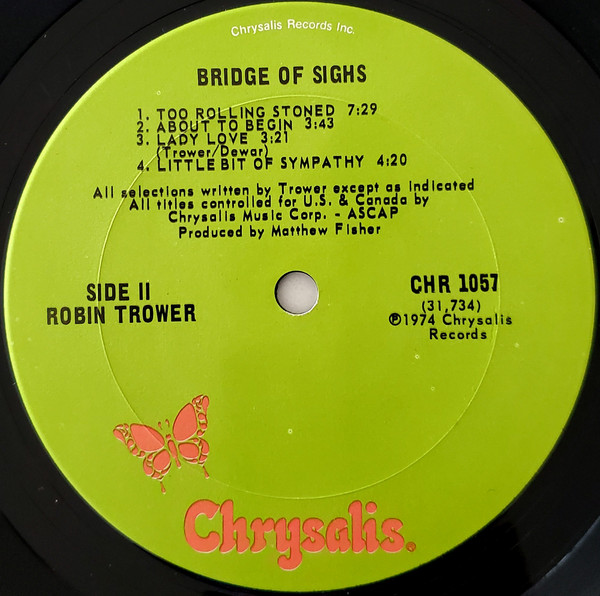 Chrysalis Records Inc.
BRIDGE OF SIGHS
1. TOO ROLLING STONED 7:29
2. ABOUT TO BEGIN 3:43
3. LADY LOVE 3:21
(Trower/Dewar)
4. LITTLE BIT OF SYMPATHY 4:20
All selections written by Trower except as indicated
All titles controlled for U.S. & Canada by
Chrysalis Music Corp. - ASCAP
Produced by Matthew Fisher
SIDE II
ROBIN TROWER
CHR 1057
(31,734)
℗1974 Chrysalis
Records
Chrysalis.